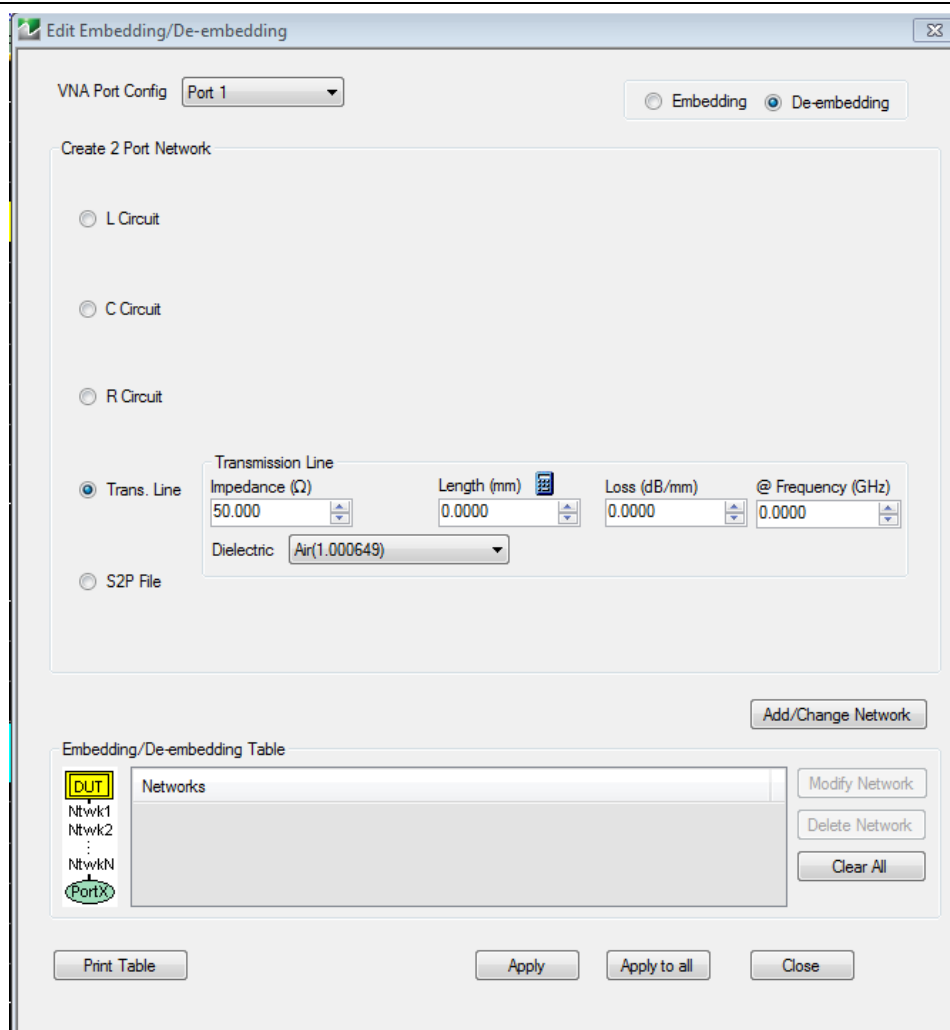 Edit Embedding/De-embedding
VNA Port Config Port 1 Embedding De-embedding
Create 2 Port Network
L Circuit
C Circuit
R Circuit
Transmission Line
Trans. Line Impedance (Ω) Length (mm) Loss (dB/mm) @ Frequency (GHz)
50.000 0.0000 0.0000 0.0000
Dielectric Air(1.000649)
S2P File
Add/Change Network
Embedding/De-embedding Table
DUT Networks Modify Network
Ntwk1
Ntwk2 Delete Network
:
NtwkN Clear All
PortX
Print Table Apply Apply to all Close